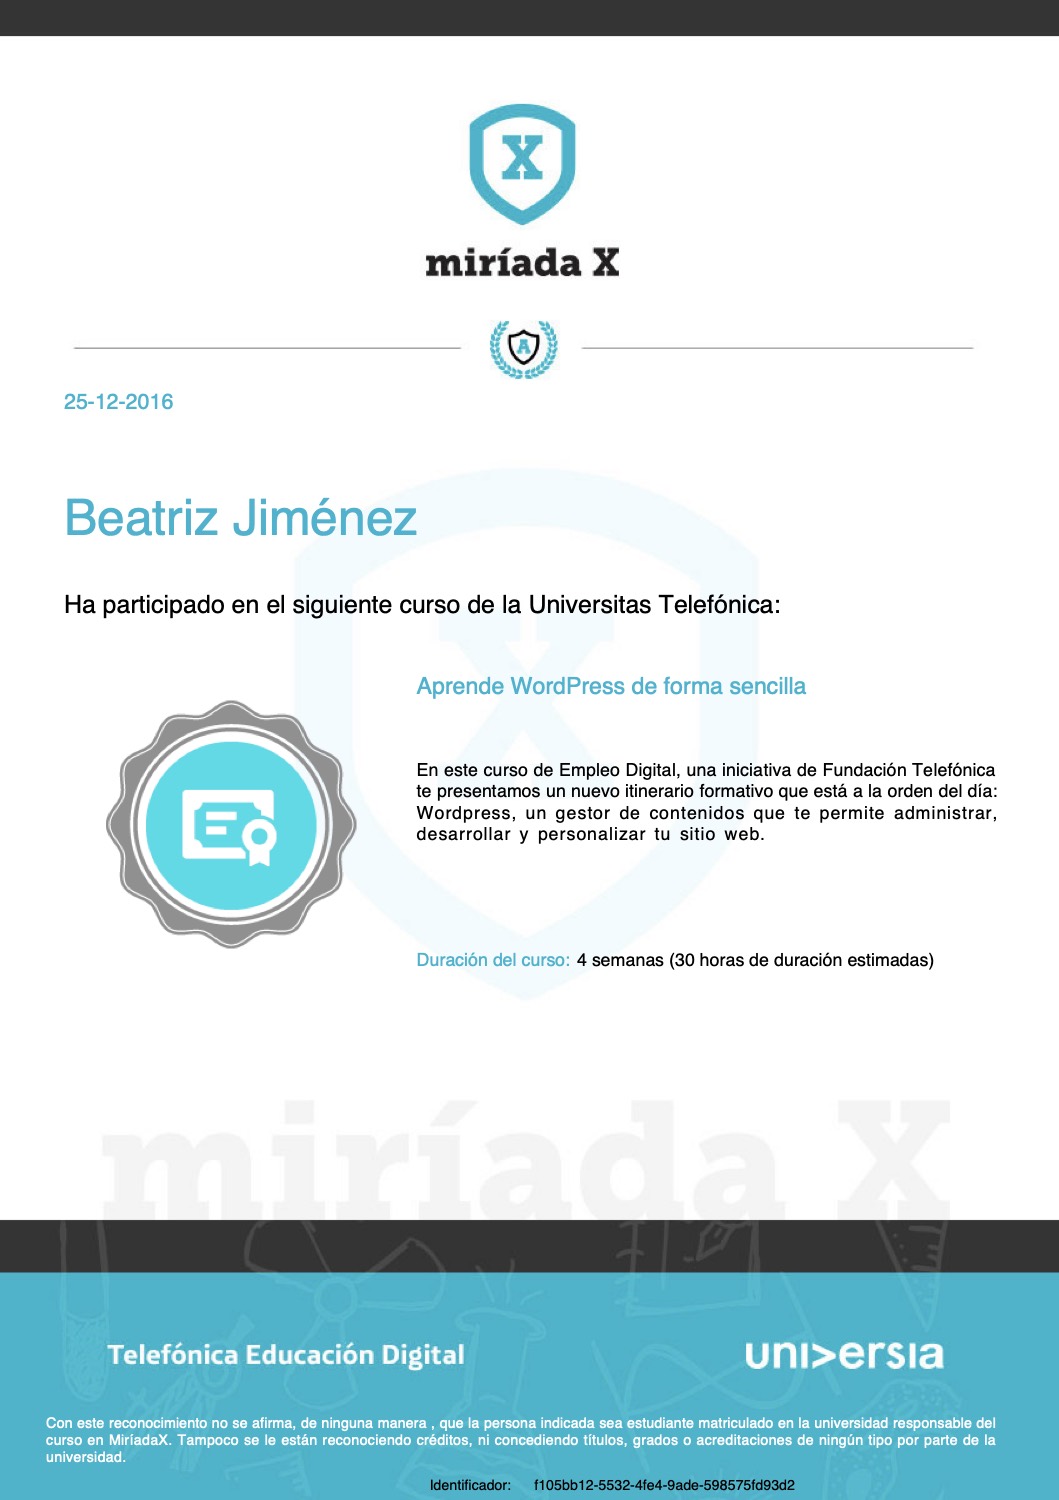 X
miríada X
A
25-12-2016
Beatriz Jiménez
Ha participado en el siguiente curso de la Universitas Telefónica:
Aprende WordPress de forma sencilla
En este curso de Empleo Digital, una iniciativa de Fundación Telefónica
te presentamos un nuevo itinerario formativo que está a la orden del día:
Wordpress, un gestor de contenidos que te permite administrar,
desarrollar y personalizar tu sitio web.
Duración del curso: 4 semanas (30 horas de duración estimadas)
miríada X
Telefónica Educación Digital
uni>ersia
Con este reconocimiento no se afirma, de ninguna manera , que la persona indicada sea estudiante matriculado en la universidad responsable del
curso en MiríadaX. Tampoco se le están reconociendo créditos, ni concediendo títulos, grados o acreditaciones de ningún tipo por parte de la
universidad.
Identificador: f105bb12-5532-4fe4-9ade-598575fd93d2